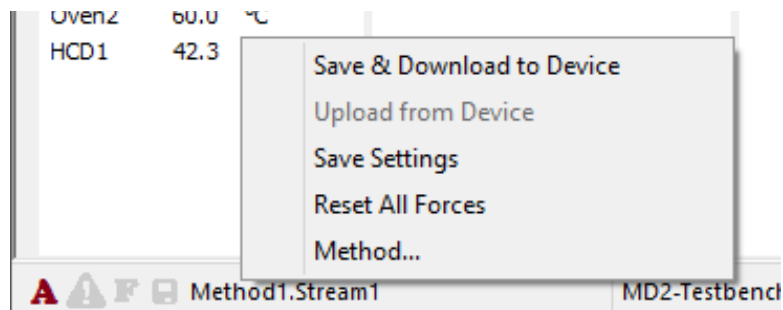 Oven2 60.0 °C
HCD1 42.3
Save & Download to Device
Upload from Device
Save Settings
Reset All Forces
Method...
A F Method1.Stream1 MD2-Testbench